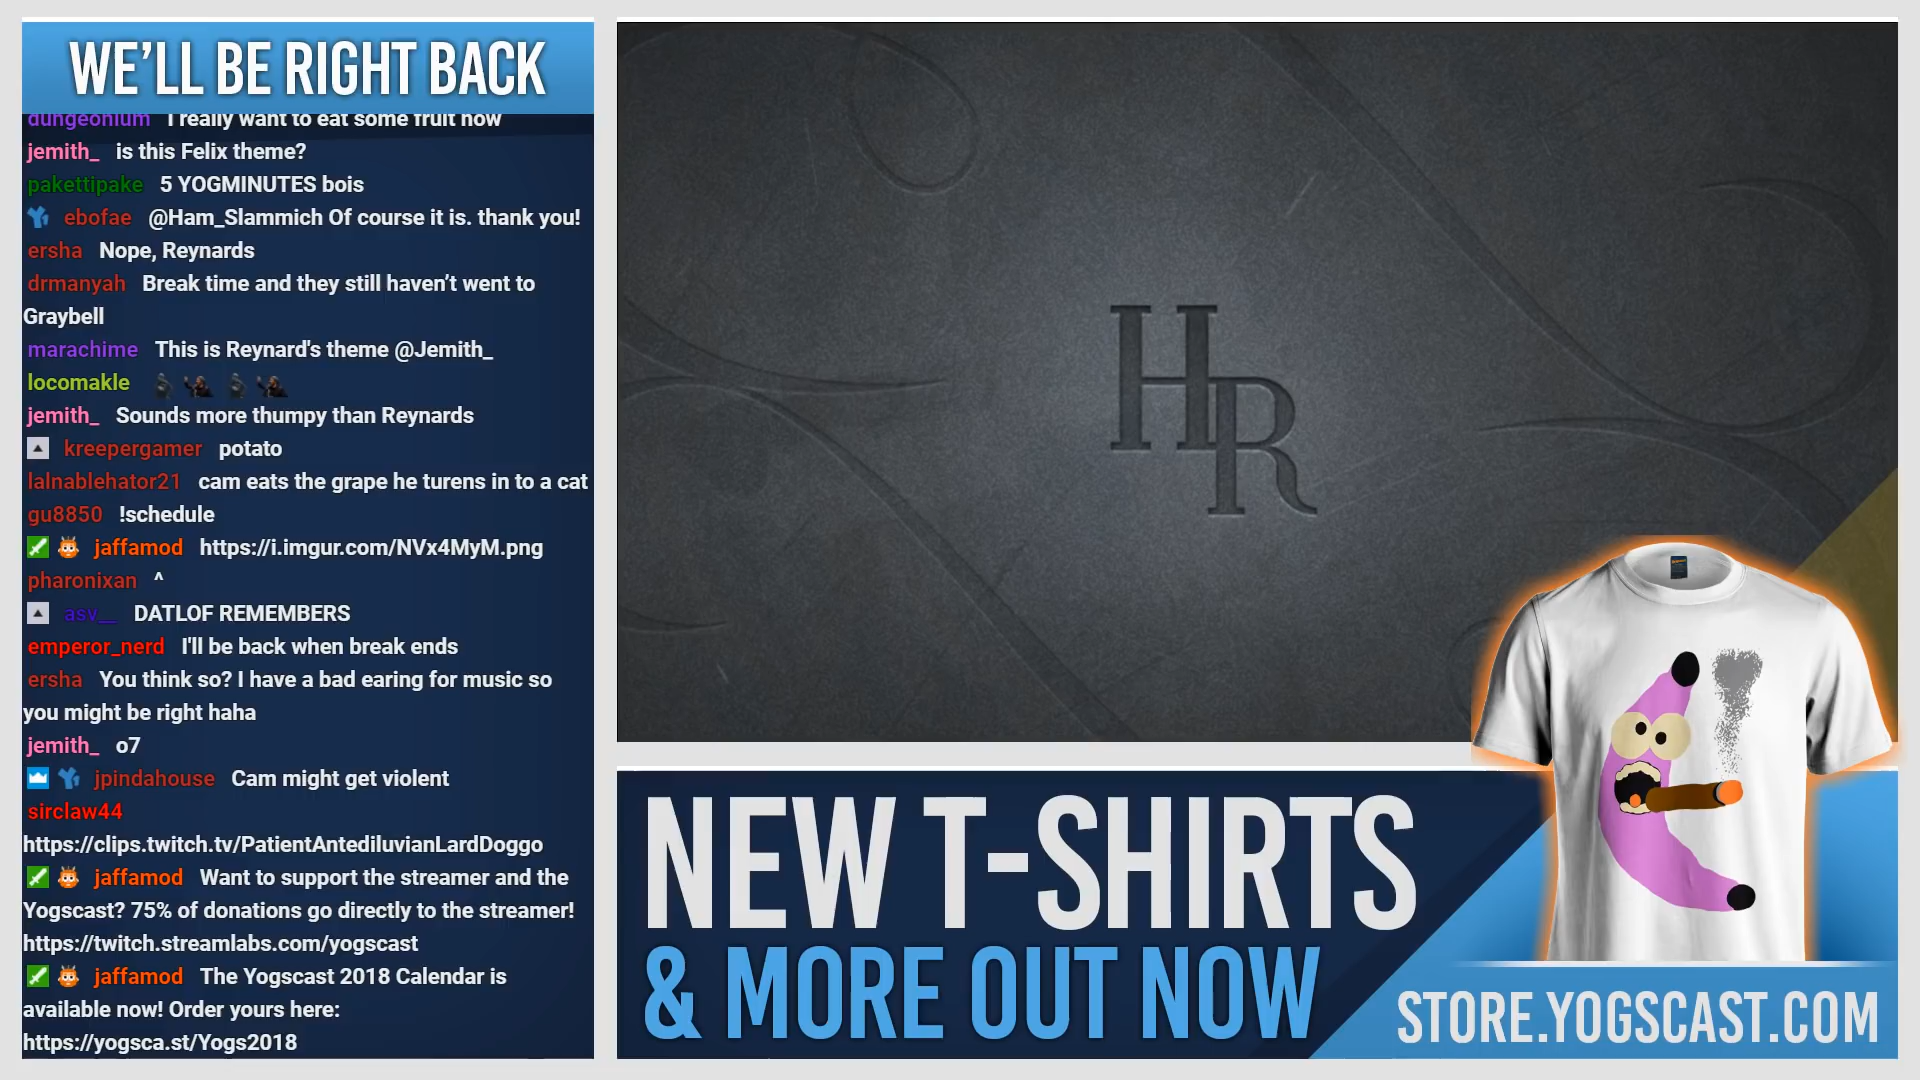 WE'LL BE RIGHT BACK
dungeonium I really want to eat some fruit now
jemith_ is this Felix theme?
pakettipake 5 YOGMINUTES bois
ebofae @Ham_Slammich Of course it is. thank you!
ersha Nope, Reynards
drmanyah Break time and they still haven't went to
Graybell
marachime This is Reynard's theme @Jemith_
locomakle
jemith_ Sounds more thumpy than Reynards
kreepergamer potato
lalnablehator21 cam eats the grape he turens in to a cat
gu8850 !schedule
jaffamod https://i.imgur.com/NVx4MyM.png
pharonixan ^
asv__ DATLOF REMEMBERS
emperor_nerd I'll be back when break ends
ersha You think so? I have a bad earing for music so
you might be right haha
jemith_ o7
jpindahouse Cam might get violent
sirclaw44
https://clips.twitch.tv/PatientAntediluvianLardDoggo
jaffamod Want to support the streamer and the
Yogscast? 75% of donations go directly to the streamer!
https://twitch.streamlabs.com/yogscast
jaffamod The Yogscast 2018 Calendar is
available now! Order yours here:
https://yogsca.st/Yogs2018
HR
NEW T-SHIRTS
& MORE OUT NOW
STORE.YOGSCAST.COM